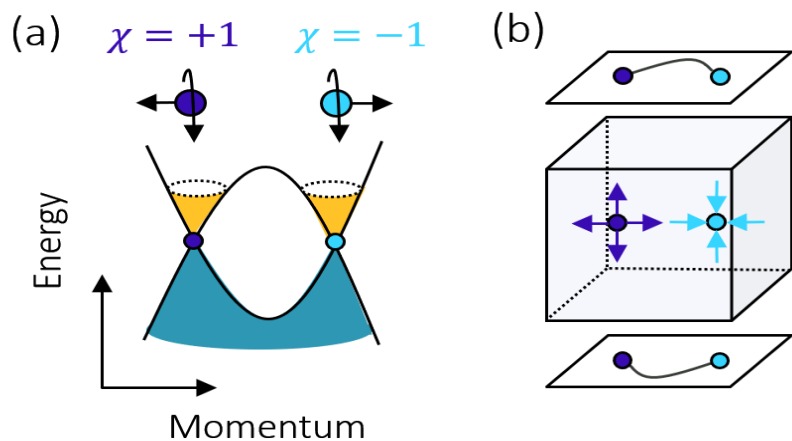 (a)
χ = +1
χ = −1
(b)
Energy
Momentum